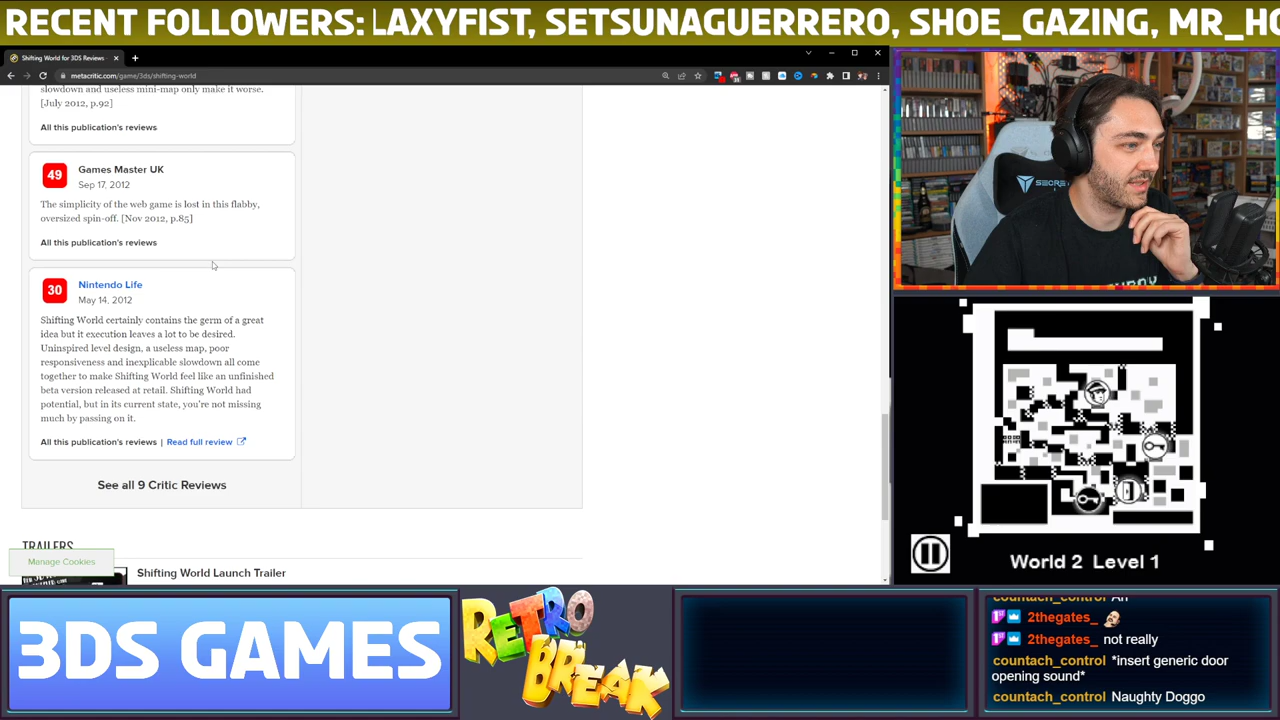 RECENT FOLLOWERS: LAXYFIST, SETSUNAGUERRERO, SHOE_GAZING, MR_HO
Shifting World for 3DS Reviews -
metacritic.com/game/3ds/shifting-world
slowdown and useless mini-map only make it worse.
[July 2012, p.92]
All this publication's reviews
49
Games Master UK
Sep 17, 2012
The simplicity of the web game is lost in this flabby,
oversized spin-off. [Nov 2012, p.85]
All this publication's reviews
30
Nintendo Life
May 14, 2012
Shifting World certainly contains the germ of a great
idea but it execution leaves a lot to be desired.
Uninspired level design, a useless map, poor
responsiveness and inexplicable slowdown all come
together to make Shifting World feel like an unfinished
beta version released at retail. Shifting World had
potential, but in its current state, you're not missing
much by passing on it.
All this publication's reviews | Read full review
See all 9 Critic Reviews
TRAILERS
Manage Cookies
Shifting World Launch Trailer
SECRET
World 2 Level 1
3DS GAMES
RETRO
BREAK
countach_control
2thegates_
2thegates_ not really
countach_control *insert generic door
opening sound*
countach_control Naughty Doggo